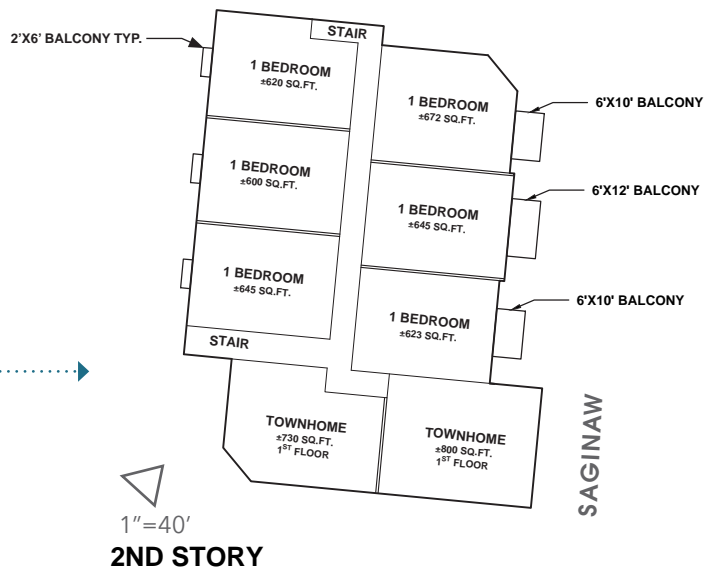 STAIR
2'X6' BALCONY TYP.
1 BEDROOM
±620 SQ.FT.
1 BEDROOM
±672 SQ.FT.
6'X10' BALCONY
1 BEDROOM
±600 SQ.FT.
6'X12' BALCONY
1 BEDROOM
±645 SQ.FT.
1 BEDROOM
±645 SQ.FT.
6'X10' BALCONY
1 BEDROOM
±623 SQ.FT.
STAIR
TOWNHOME
±730 SQ.FT.
1ST FLOOR
TOWNHOME
±800 SQ.FT.
1ST FLOOR
SAGINAW
1"=40'
2ND STORY